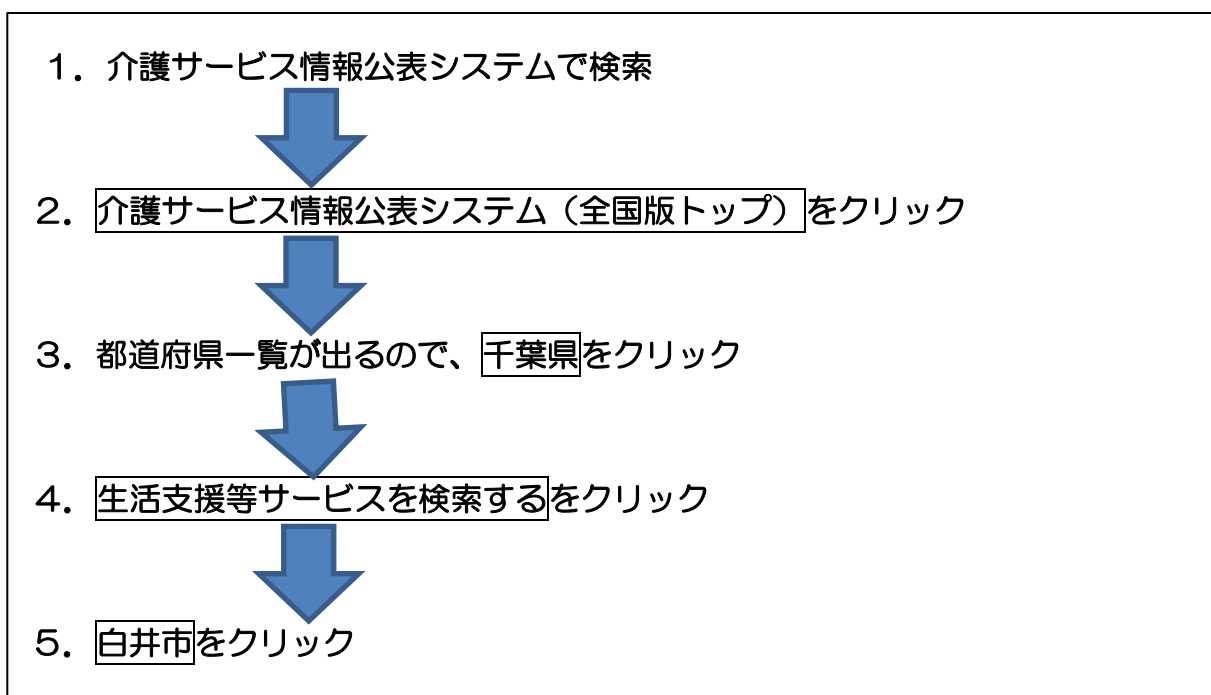 １．介護サービス情報公表システムで検索
２．介護サービス情報公表システム（全国版トップ）をクリック
３．都道府県一覧が出るので、千葉県をクリック
４．生活支援等サービスを検索するをクリック
５．白井市をクリック